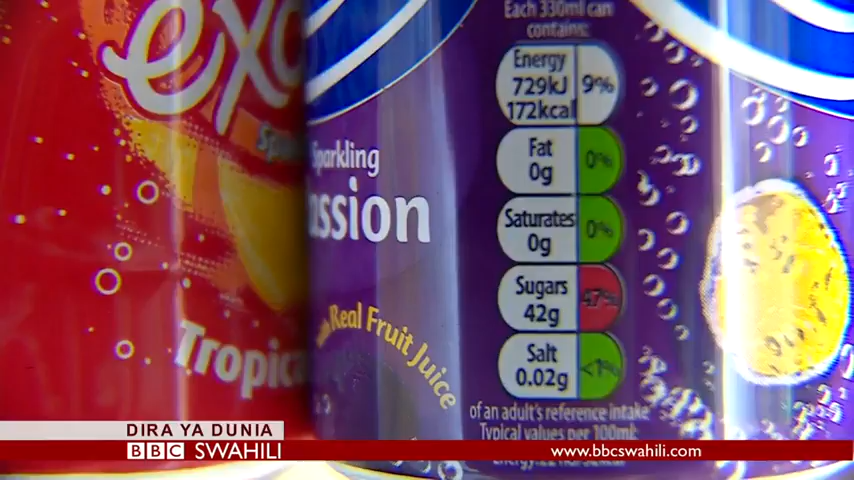 exo
Tropica
Sparkling
assion
Real Fruit Juice
Each 330ml can
contains:
Energy
729kJ
172kcal
9%
Fat
0g
0%
Saturates
0g
0%
Sugars
42g
47%
Salt
0.02g
<1%
of an adult's reference intake
Typical values per 100ml:
DIRA YA DUNIA
BBC SWAHILI
www.bbcswahili.com